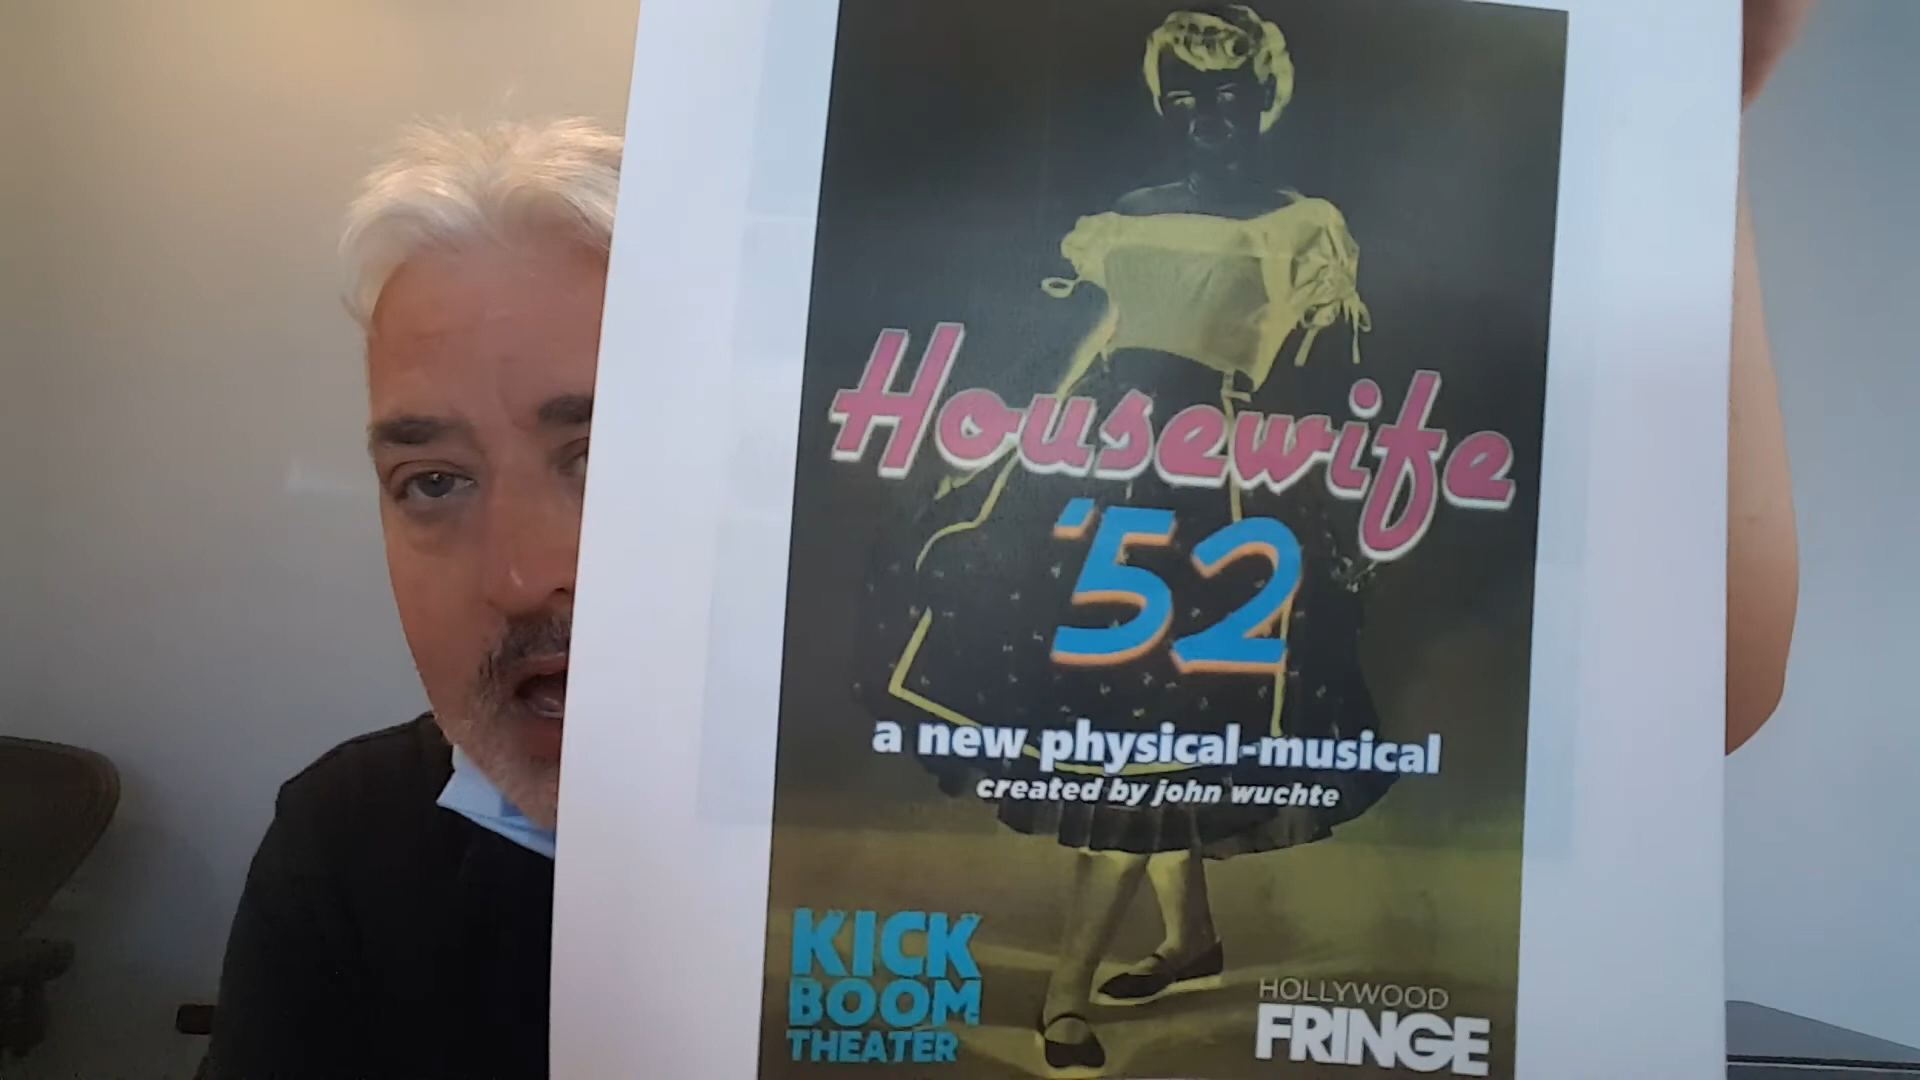 Housewife
'52
a new physical-musical
created by john wuchte
KICK
BOOM
THEATER
HOLLYWOOD
FRINGE